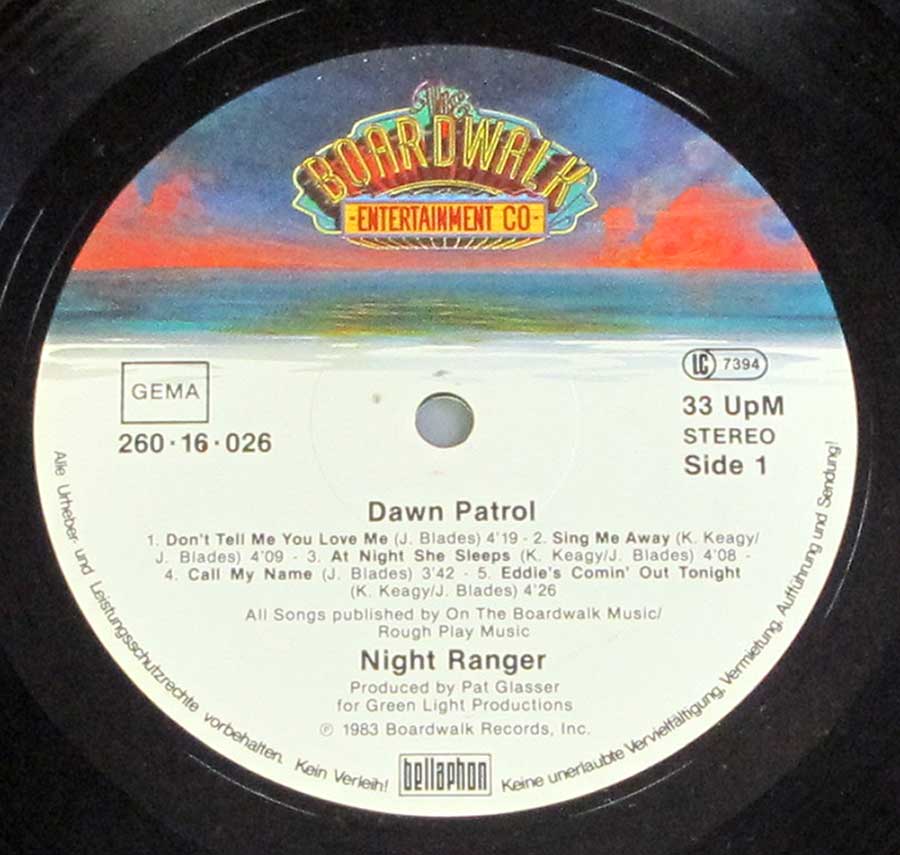 The
BOARDWALK
-ENTERTAINMENT CO-
GEMA
260·16·026
LC 7394
33 UpM
STEREO
Side 1
Dawn Patrol
1. Don't Tell Me You Love Me (J. Blades) 4'19 - 2. Sing Me Away (K. Keagy/
J. Blades) 4'09 - 3. At Night She Sleeps (K. Keagy/J. Blades) 4'08 -
4. Call My Name (J. Blades) 3'42 - 5. Eddie's Comin' Out Tonight
(K. Keagy/J. Blades) 4'26
All Songs published by On The Boardwalk Music/
Rough Play Music
Night Ranger
Produced by Pat Glasser
for Green Light Productions
℗ 1983 Boardwalk Records, Inc.
bellaphon
Alle Urheber und Leistungsschutzrechte vorbehalten. Kein Verleih! Keine unerlaubte Vervielfältigung, Vermietung, Aufführung und Sendung!